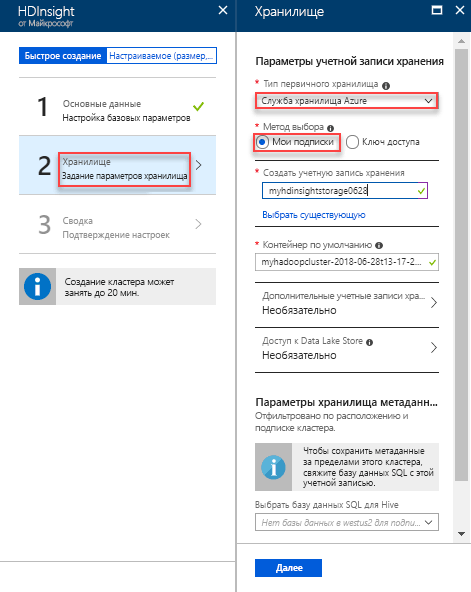 HDInsight
от Майкрософт
Быстрое создание
Настраиваемое (размер,...
1
Основные данные
Настройка базовых параметров
2
Хранилище
Задание параметров хранилища
3
Сводка
Подтверждение настроек
Создание кластера может
занять до 20 мин.
Хранилище
Параметры учетной записи хранения
* Тип первичного хранилища
Служба хранилища Azure
* Метод выбора
Мои подписки
Ключ доступа
* Создать учетную запись хранения
myhdinsightstorage0628
Выбрать существующую
* Контейнер по умолчанию
myhadoopcluster-2018-06-28t13-17-2...
Дополнительные учетные записи хра...
Необязательно
Доступ к Data Lake Store
Необязательно
Параметры хранилища метаданн...
Отфильтровано по расположению и
подписке кластера.
Чтобы сохранить метаданные
за пределами этого кластера,
свяжите базу данных SQL с этой
учетной записью.
Выбрать базу данных SQL для Hive
Нет базы данных в westus2 для подпи...
Далее